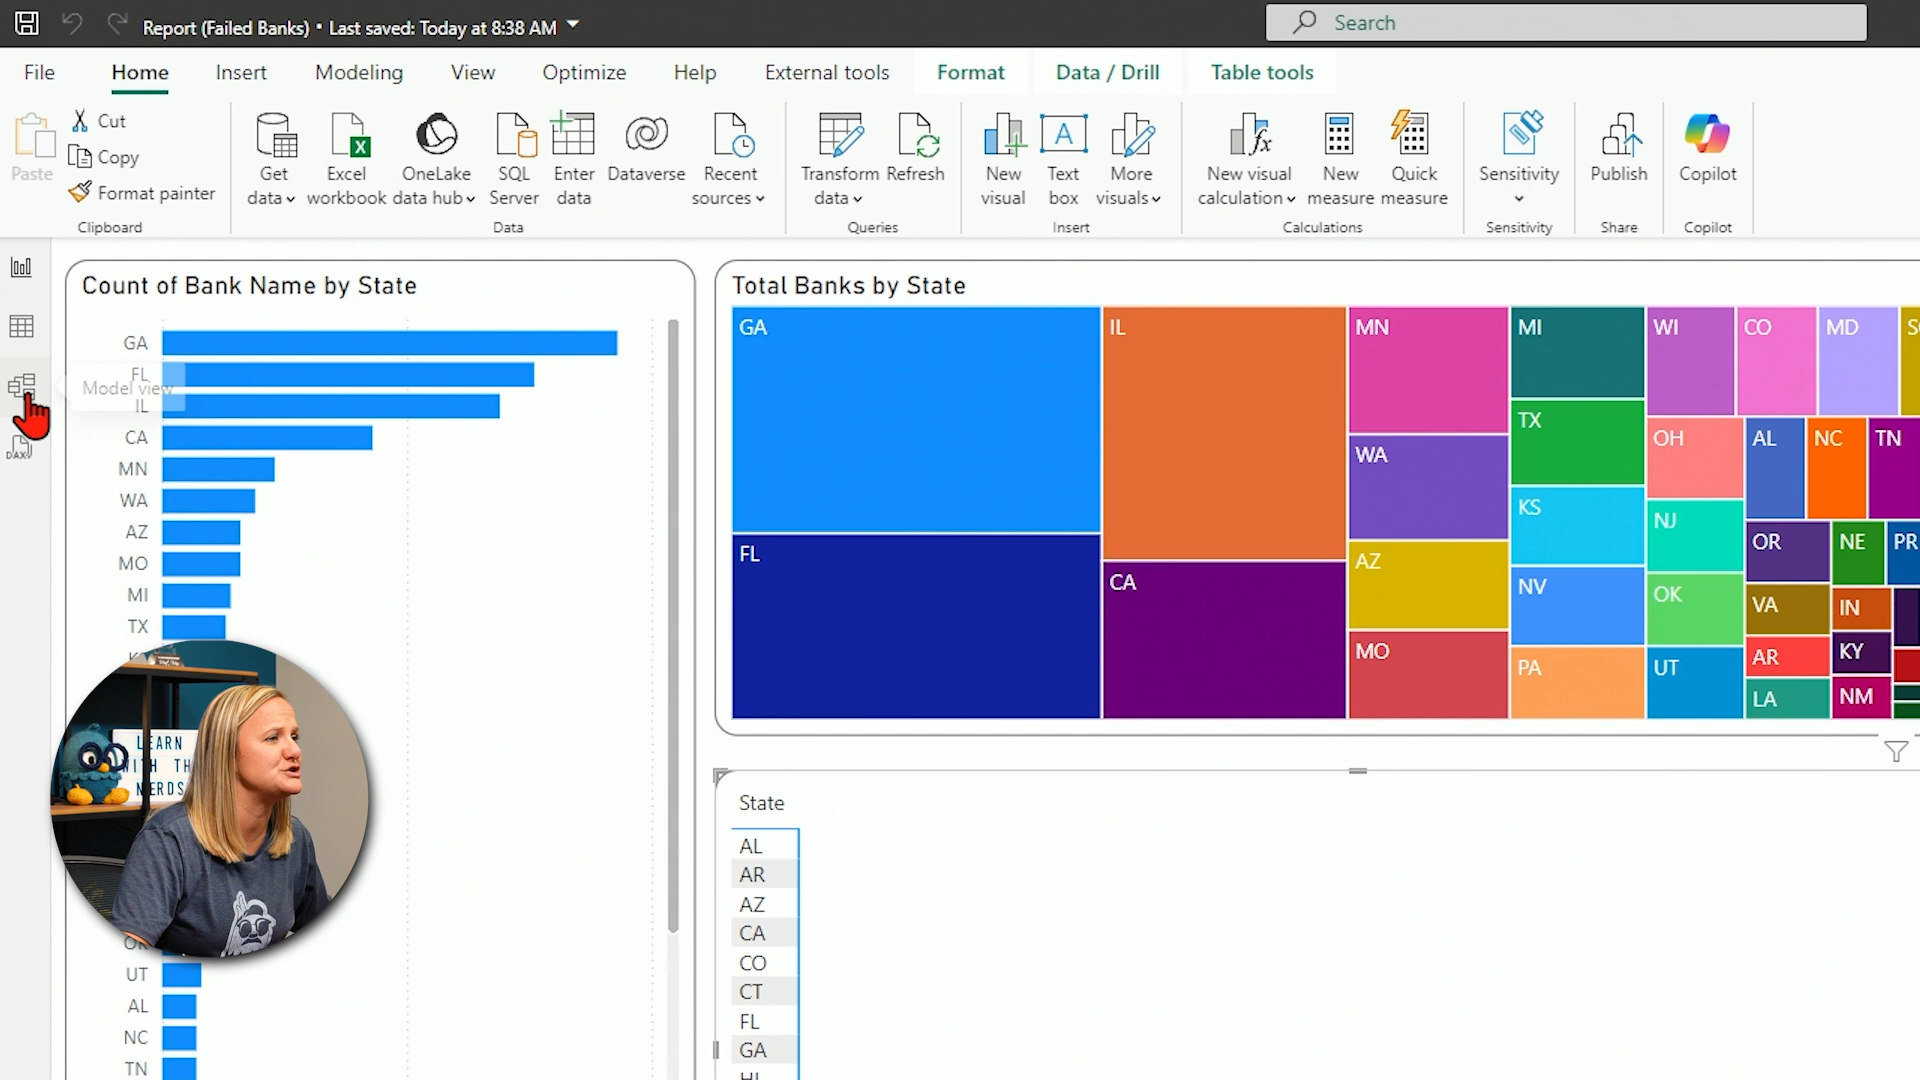 Report (Failed Banks) • Last saved: Today at 8:38 AM
Search
File
Home
Insert
Modeling
View
Optimize
Help
External tools
Format
Data / Drill
Table tools
Paste
Cut
Copy
Format painter
Clipboard
Get data
Excel workbook
OneLake data hub
SQL Server
Enter data
Dataverse
Recent sources
Data
Transform data
Refresh
Queries
New visual
Text box
More visuals
Insert
New visual calculation
New measure
Quick measure
Calculations
Sensitivity
Sensitivity
Publish
Share
Copilot
Copilot
Model view
DAX
Count of Bank Name by State
GA
FL
IL
CA
MN
WA
AZ
MO
MI
TX
UT
AL
NC
TN
LEARN
WITH THE
NERDS
Total Banks by State
GA
FL
IL
CA
MN
WA
AZ
MO
MI
TX
KS
NV
PA
WI
OH
NJ
OK
UT
CO
MD
AL
NC
TN
OR
NE
PR
VA
IN
AR
KY
LA
NM
State
AL
AR
AZ
CA
CO
CT
FL
GA